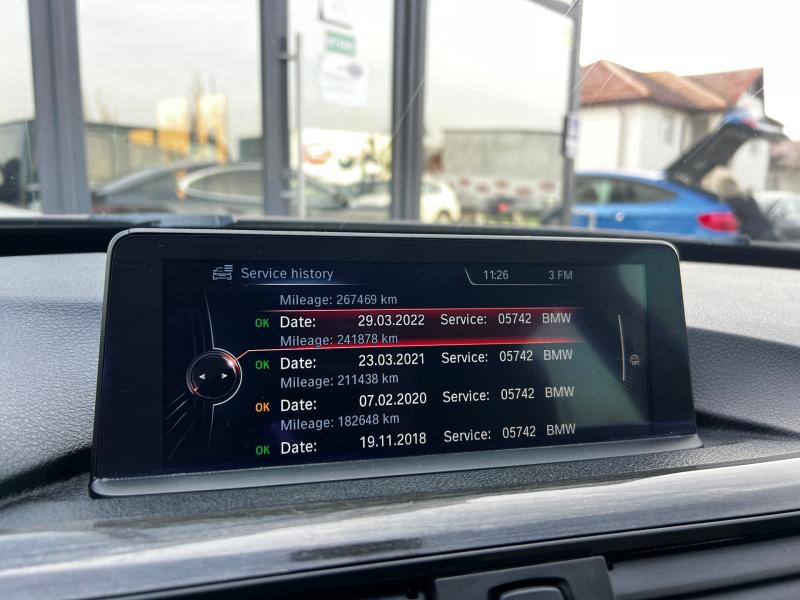 Service history 11:26 3 FM
Mileage: 267469 km
OK Date: 29.03.2022 Service: 05742 BMW
Mileage: 241878 km
OK Date: 23.03.2021 Service: 05742 BMW
Mileage: 211438 km
OK Date: 07.02.2020 Service: 05742 BMW
Mileage: 182648 km
OK Date: 19.11.2018 Service: 05742 BMW